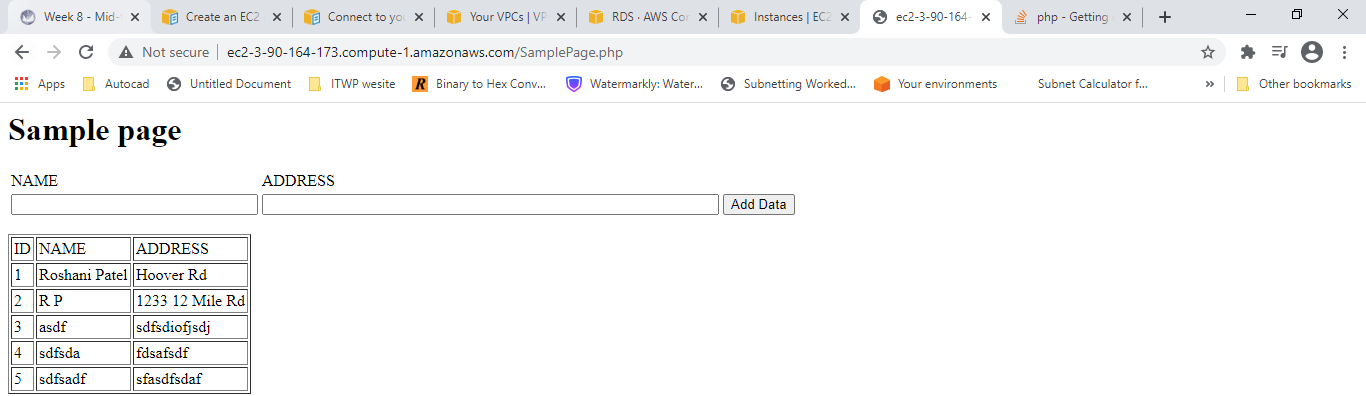 Week 8 - Mid- Create an EC2 Connect to you Your VPCs | VP RDS · AWS Con Instances | EC2 ec2-3-90-164- php - Getting
Not secure ec2-3-90-164-173.compute-1.amazonaws.com/SamplePage.php
Apps Autocad Untitled Document ITWP wesite Binary to Hex Conv... Watermarkly: Water... Subnetting Worked... Your environments Subnet Calculator f... » Other bookmarks
Sample page
NAME ADDRESS
Add Data
ID NAME ADDRESS
1 Roshani Patel Hoover Rd
2 R P 1233 12 Mile Rd
3 asdf sdfsdiofjsdj
4 sdfsda fdsafsdf
5 sdfsadf sfasdfsdaf